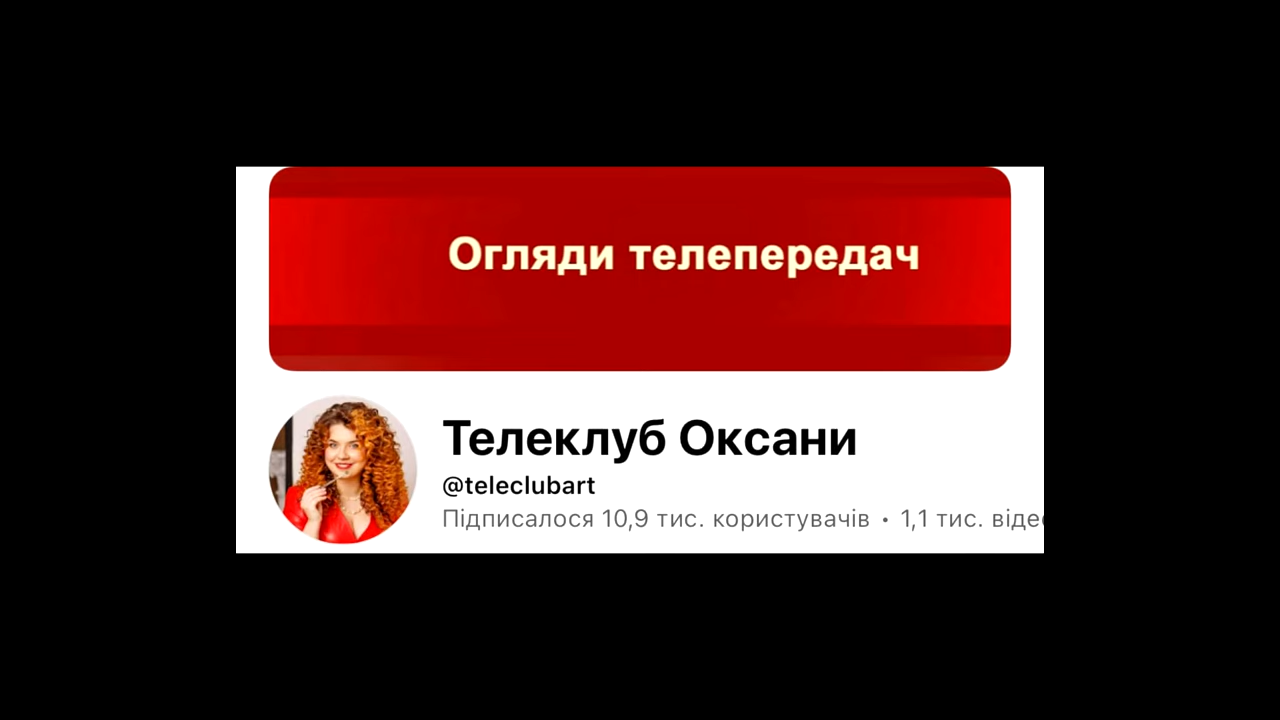 Огляди телепередач
Телеклуб Оксани
@teleclubart
Підписалося 10,9 тис. користувачів • 1,1 тис.